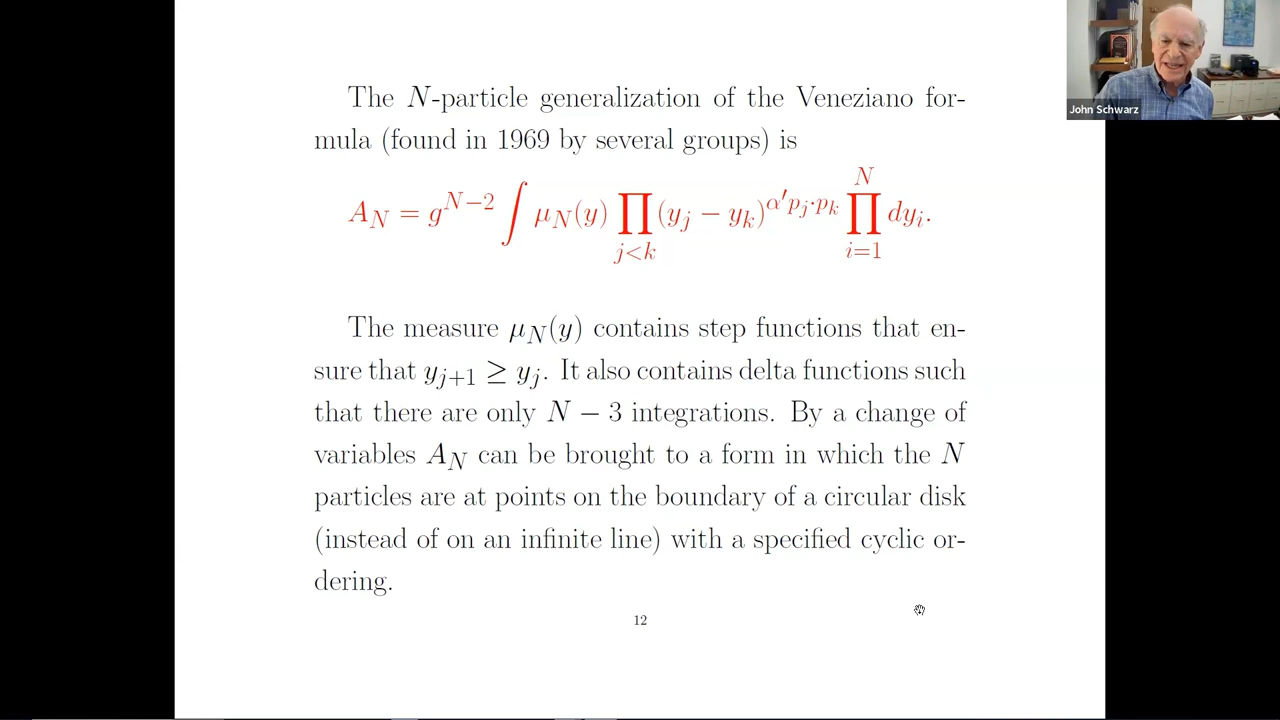 The N-particle generalization of the Veneziano for-
mula (found in 1969 by several groups) is
A_N = g^{N-2} ∫ μ_N(y) ∏_{j<k} (y_j − y_k)^{α′p_j·p_k} ∏_{i=1}^{N} dy_i.
The measure μ_N(y) contains step functions that en-
sure that y_{j+1} ≥ y_j. It also contains delta functions such
that there are only N − 3 integrations. By a change of
variables A_N can be brought to a form in which the N
particles are at points on the boundary of a circular disk
(instead of on an infinite line) with a specified cyclic or-
dering.
12
John Schwarz